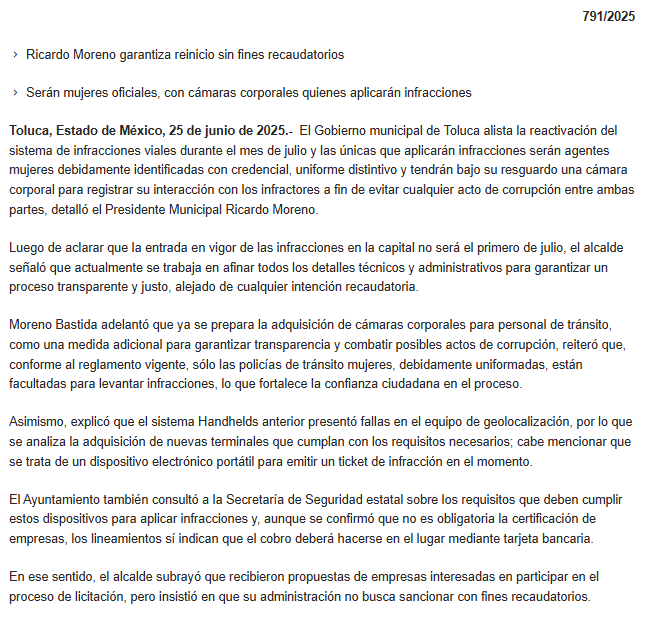 791/2025
> Ricardo Moreno garantiza reinicio sin fines recaudatorios
> Serán mujeres oficiales, con cámaras corporales quienes aplicarán infracciones
Toluca, Estado de México, 25 de junio de 2025.- El Gobierno municipal de Toluca alista la reactivación del
sistema de infracciones viales durante el mes de julio y las únicas que aplicarán infracciones serán agentes
mujeres debidamente identificadas con credencial, uniforme distintivo y tendrán bajo su resguardo una cámara
corporal para registrar su interacción con los infractores a fin de evitar cualquier acto de corrupción entre ambas
partes, detalló el Presidente Municipal Ricardo Moreno.
Luego de aclarar que la entrada en vigor de las infracciones en la capital no será el primero de julio, el alcalde
señaló que actualmente se trabaja en afinar todos los detalles técnicos y administrativos para garantizar un
proceso transparente y justo, alejado de cualquier intención recaudatoria.
Moreno Bastida adelantó que ya se prepara la adquisición de cámaras corporales para personal de tránsito,
como una medida adicional para garantizar transparencia y combatir posibles actos de corrupción, reiteró que,
conforme al reglamento vigente, sólo las policías de tránsito mujeres, debidamente uniformadas, están
facultadas para levantar infracciones, lo que fortalece la confianza ciudadana en el proceso.
Asimismo, explicó que el sistema Handhelds anterior presentó fallas en el equipo de geolocalización, por lo que
se analiza la adquisición de nuevas terminales que cumplan con los requisitos necesarios; cabe mencionar que
se trata de un dispositivo electrónico portátil para emitir un ticket de infracción en el momento.
El Ayuntamiento también consultó a la Secretaría de Seguridad estatal sobre los requisitos que deben cumplir
estos dispositivos para aplicar infracciones y, aunque se confirmó que no es obligatoria la certificación de
empresas, los lineamientos sí indican que el cobro deberá hacerse en el lugar mediante tarjeta bancaria.
En ese sentido, el alcalde subrayó que recibieron propuestas de empresas interesadas en participar en el
proceso de licitación, pero insistió en que su administración no busca sancionar con fines recaudatorios.